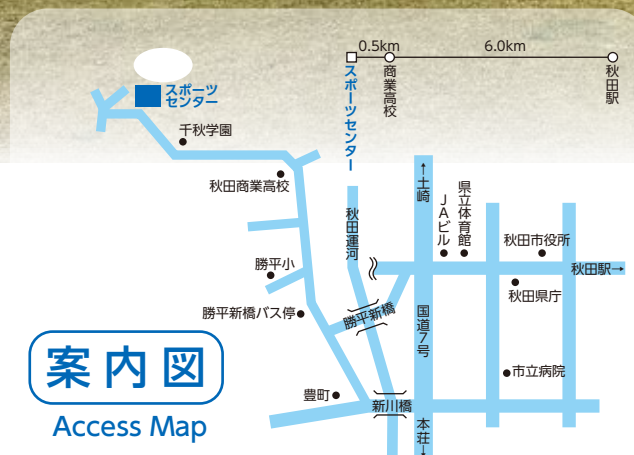 0.5km
6.0km
スポーツセンター
商業高校
秋田駅
スポーツ
センター
千秋学園
秋田商業高校
↑土崎
県立体育館
JAビル
秋田運河
秋田市役所
秋田駅→
勝平小
秋田県庁
勝平新橋バス停
勝平新橋
国道7号
案内図
Access Map
市立病院
豊町
新川橋
本荘↓